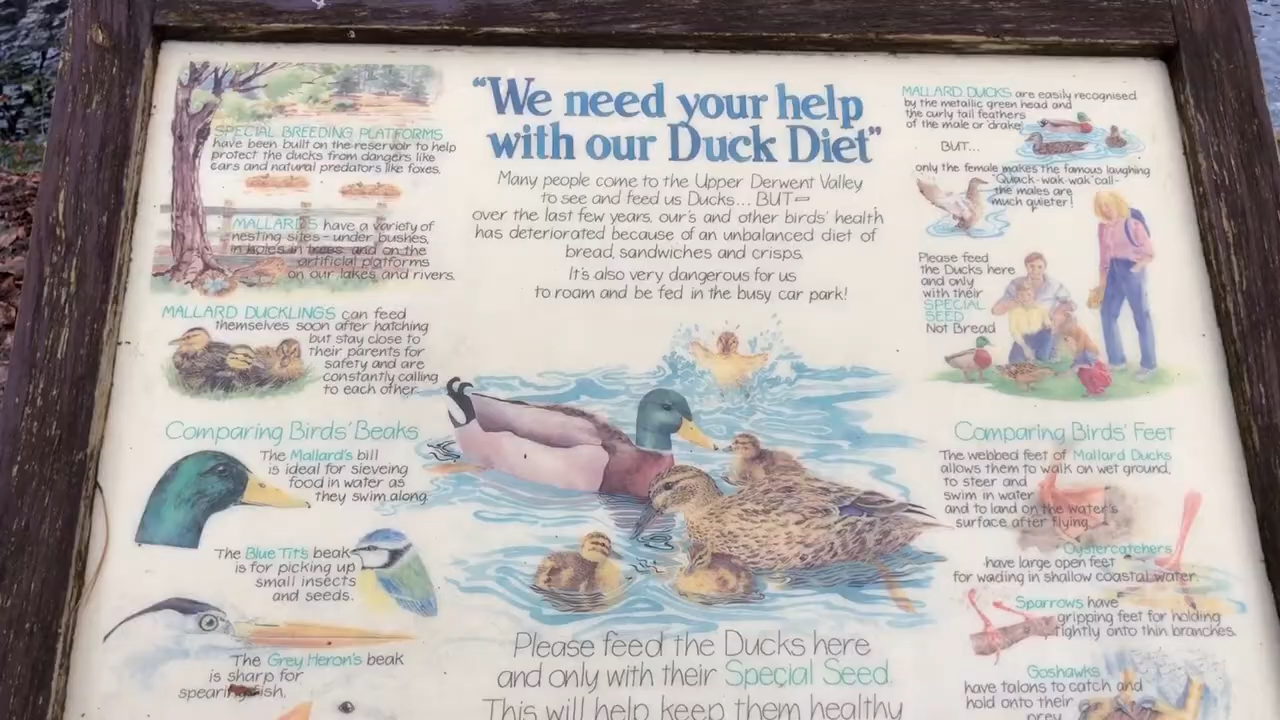 SPECIAL BREEDING PLATFORMS
have been built on the reservoir to help
protect the ducks from dangers like
cars and natural predators like foxes.
MALLARDS have a variety of
nesting sites - under bushes,
in holes in trees and on the
artificial platforms
on our lakes and rivers.
MALLARD DUCKLINGS can feed
themselves soon after hatching
but stay close to
their parents for
safety and are
constantly calling
to each other.
Comparing Birds' Beaks
The Mallard's bill
is ideal for sieveing
food in water as
they swim along.
The Blue Tit's beak
is for picking up
small insects
and seeds.
The Grey Heron's beak
is sharp for
spearing fish.
"We need your help
with our Duck Diet"
Many people come to the Upper Derwent Valley
to see and feed us Ducks... BUT -
over the last few years, our's and other birds' health
has deteriorated because of an unbalanced diet of
bread, sandwiches and crisps.
It's also very dangerous for us
to roam and be fed in the busy car park!
Please feed the Ducks here
and only with their Special Seed.
This will help keep them healthy
MALLARD DUCKS are easily recognised
by the metallic green head and
the curly tail feathers
of the male or drake
BUT...
only the female makes the famous laughing
'Quack-wak-wak' call-
the males are
much quieter!
Please feed
the Ducks here
and only
with their
SPECIAL
SEED
Not Bread
Comparing Birds' Feet
The webbed feet of Mallard Ducks
allows them to walk on wet ground,
to steer and
swim in water
and to land on the water's
surface after flying.
Oystercatchers
have large open feet
for wading in shallow coastal water.
Sparrows have
gripping feet for holding
tightly onto thin branches.
Goshawks
have talons to catch and
hold onto their
prey